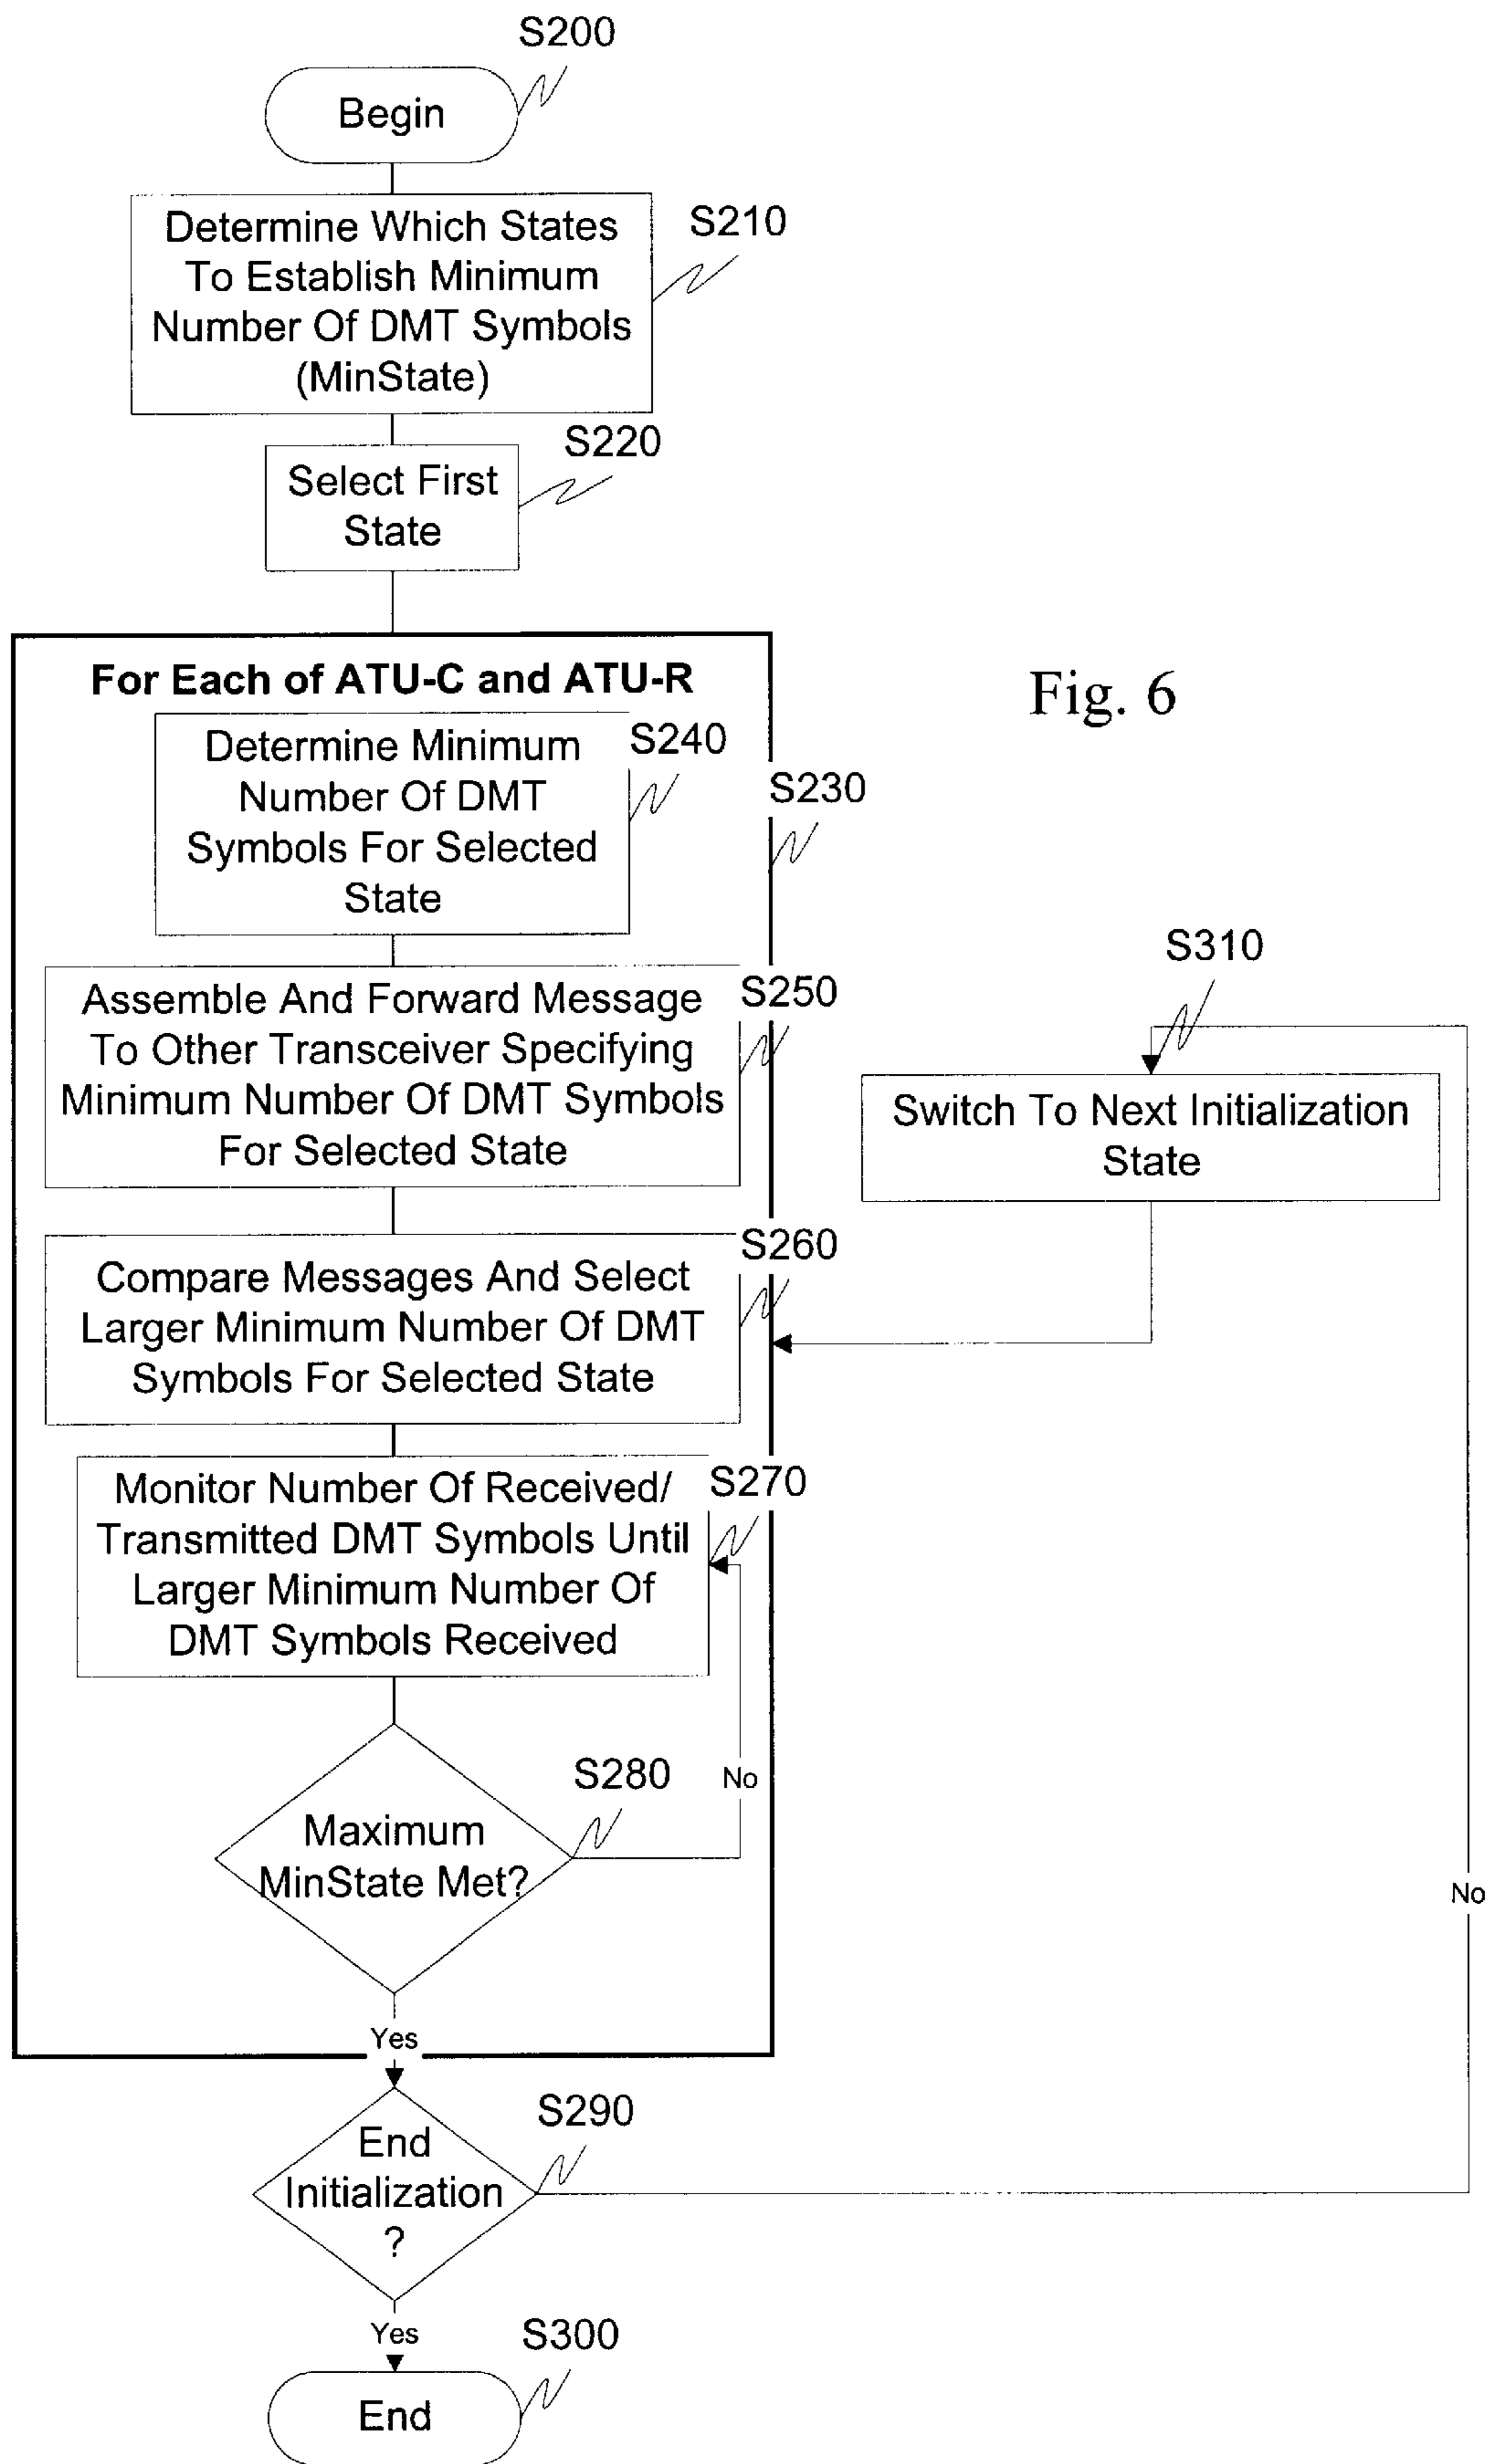 S200
Begin
Determine Which States
To Establish Minimum
Number Of DMT Symbols
(MinState)
S210
Select First
State
S220
For Each of ATU-C and ATU-R
Fig. 6
Determine Minimum
Number Of DMT
Symbols For Selected
State
S240
S230
Assemble And Forward Message
To Other Transceiver Specifying
Minimum Number Of DMT Symbols
For Selected State
S250
S310
Switch To Next Initialization
State
Compare Messages And Select
Larger Minimum Number Of DMT
Symbols For Selected State
S260
Monitor Number Of Received/
Transmitted DMT Symbols Until
Larger Minimum Number Of
DMT Symbols Received
S270
Maximum
MinState Met?
S280
No
Yes
No
End
Initialization
?
S290
Yes
S300
End